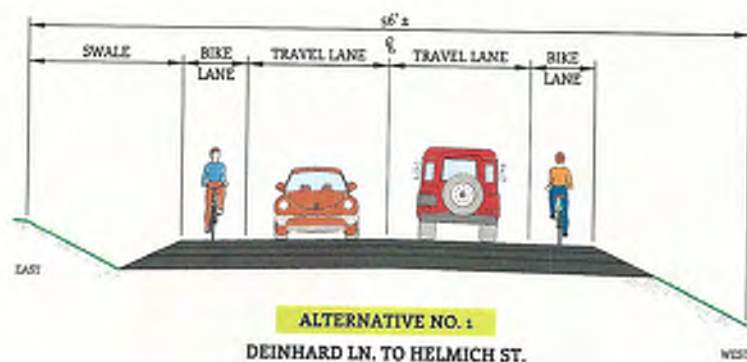 56' ±
℄
SWALE BIKE LANE TRAVEL LANE TRAVEL LANE BIKE LANE
EAST
ALTERNATIVE NO. 1
DEINHARD LN. TO HELMICH ST.
WEST